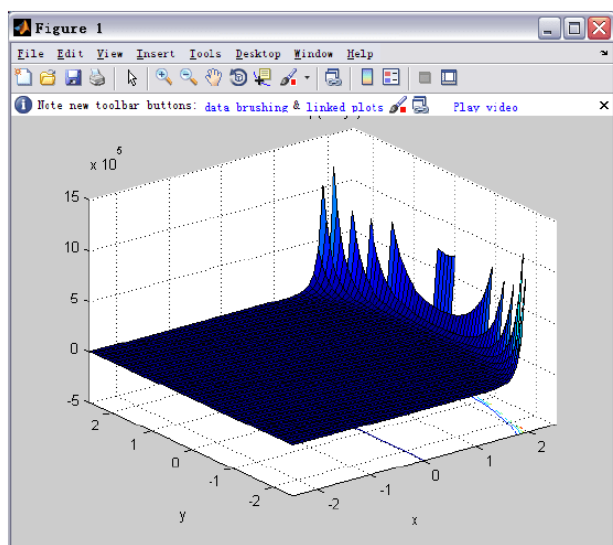 Figure 1
File Edit View Insert Tools Desktop Window Help
Note new toolbar buttons: data brushing & linked plots Play video
x 10^5
15
10
5
0
-5
2
1
0
-1
-2
y
-2
-1
0
1
2
x